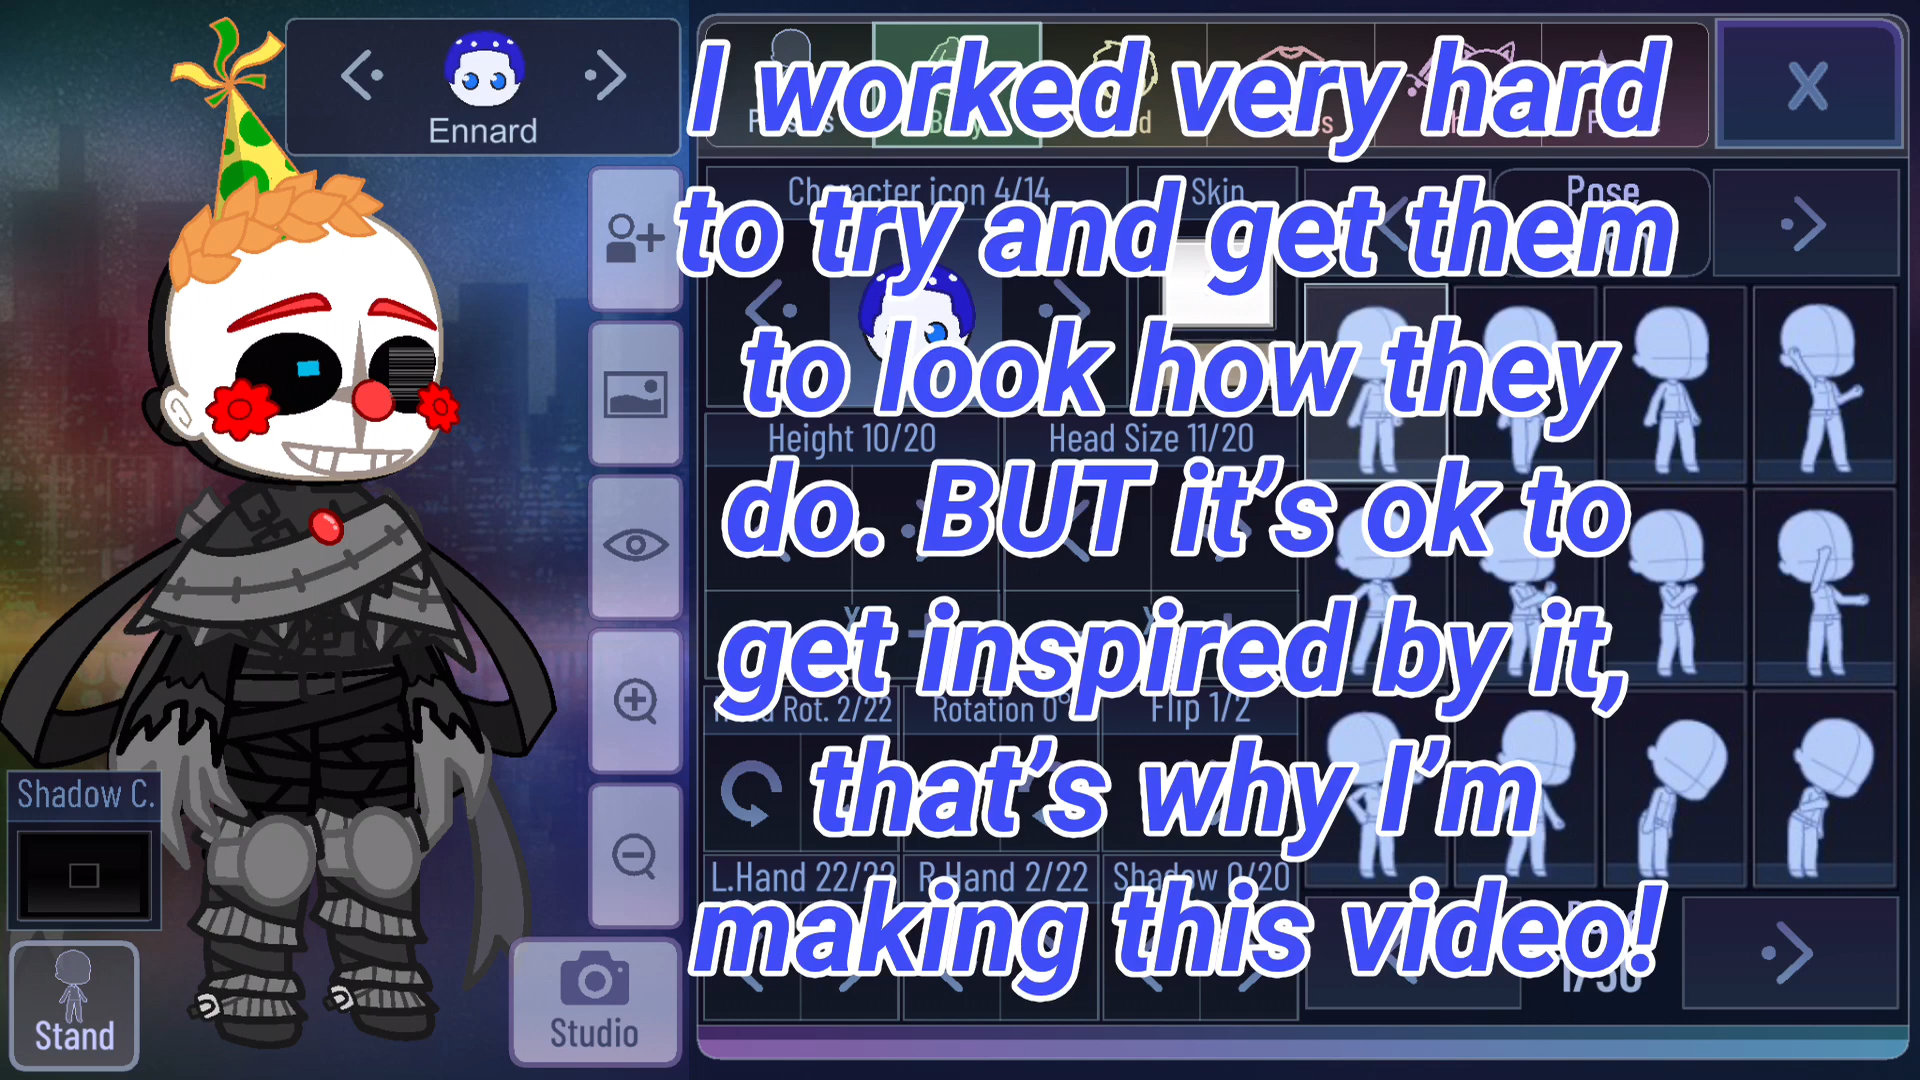 Ennard
I worked very hard
to try and get them
to look how they
do. BUT it's ok to
get inspired by it,
that's why I'm
making this video!
Character icon 4/14
Skin
Pose
Height 10/20
Head Size 11/20
Rot. 2/22
Rotation 0°
Flip 1/2
L.Hand 22/22
R.Hand 2/22
Shadow 0/20
Shadow C.
Stand
Studio